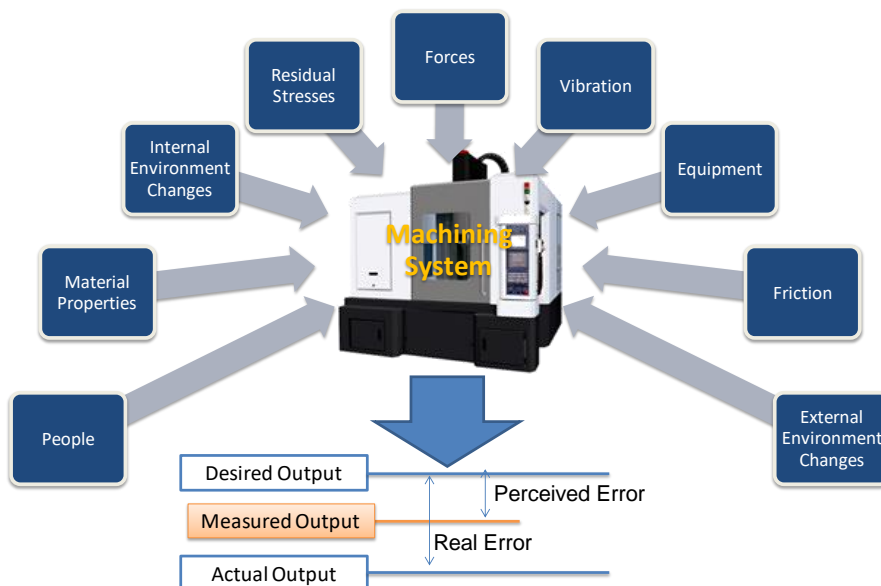 Forces
Residual
Stresses
Vibration
Internal
Environment
Changes
Equipment
Machining
System
Material
Properties
Friction
People
External
Environment
Changes
Desired Output
Perceived Error
Measured Output
Real Error
Actual Output